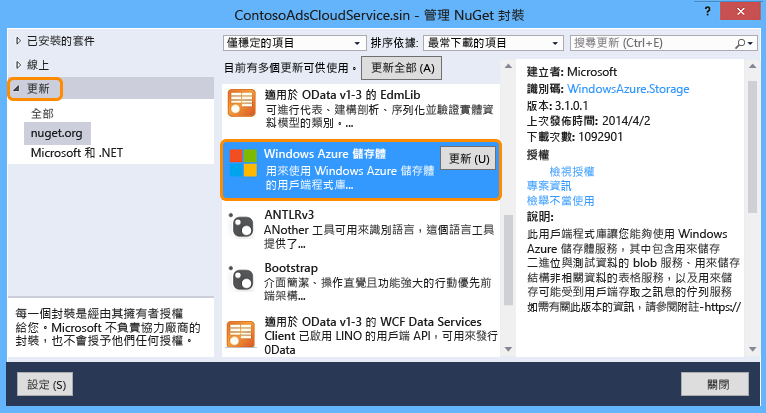 ContosoAdsCloudService.sin - 管理 NuGet 封裝
?
已安裝的套件
線上
更新
全部
nuget.org
Microsoft 和 .NET
每一個封裝是經由其擁有者授權
給您。Microsoft 不負責協力廠商的
封裝，也不會授予他們任何授權。
僅穩定的項目
排序依據:
最常下載的項目
目前有多個更新可供使用。
更新全部 (A)
適用於 OData v1-3 的 EdmLib
可進行代表、建構剖析、序列化並驗證實體資
料模型的類別。...
Windows Azure 儲存體
更新 (U)
用來使用 Windows Azure 儲存體
的用戶端程式庫...
ANTLRv3
ANother 工具可用來識別語言，這個語言工具
提供了...
Bootstrap
介面簡潔、操作直覺且功能強大的行動優先前
端架構...
適用於 OData v1-3 的 WCF Data Services
Client 已啟用 LINO 的用戶端 API，可用來發行
0Data
搜尋更新 (Ctrl+E)
建立者: Microsoft
識別碼: WindowsAzure.Storage
版本: 3.1.0.1
上次發佈時間: 2014/4/2
下載次數: 1092901
授權
檢視授權
專案資訊
檢舉不當使用
說明:
此用戶端程式庫讓您能夠使用 Windows
Azure 儲存體服務，其中包含用來儲存
二進位與測試資料的 blob 服務、用來儲存
結構非相關資料的表格服務，以及用來儲
存可能受到用戶端存取之訊息的佇列服務
如需有關此版本的資訊，請參閱附註-https://
設定 (S)
關閉